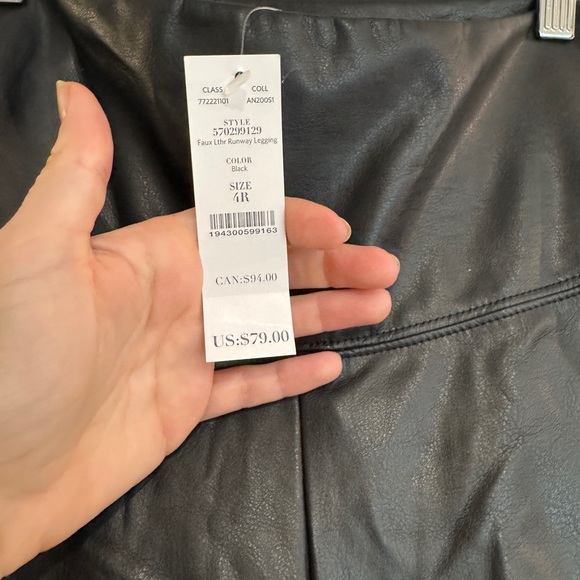 CLASS COLL
772221101 AN20051
STYLE
570299129
Faux Lthr Runway Legging
COLOR
Black
SIZE
4R
194300599163
CAN:$94.00
US:$79.00